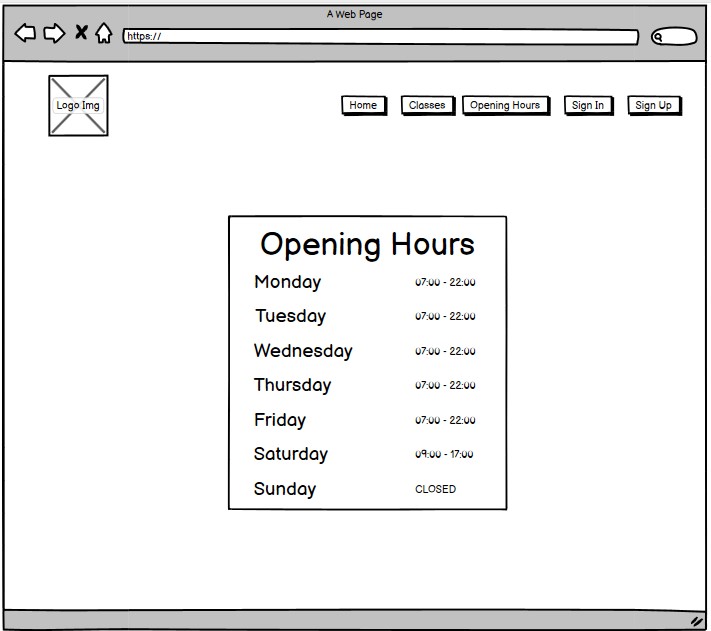 A Web Page
https://
Logo Img
Home Classes Opening Hours Sign In Sign Up
Opening Hours
Monday 07:00 - 22:00
Tuesday 07:00 - 22:00
Wednesday 07:00 - 22:00
Thursday 07:00 - 22:00
Friday 07:00 - 22:00
Saturday 09:00 - 17:00
Sunday CLOSED